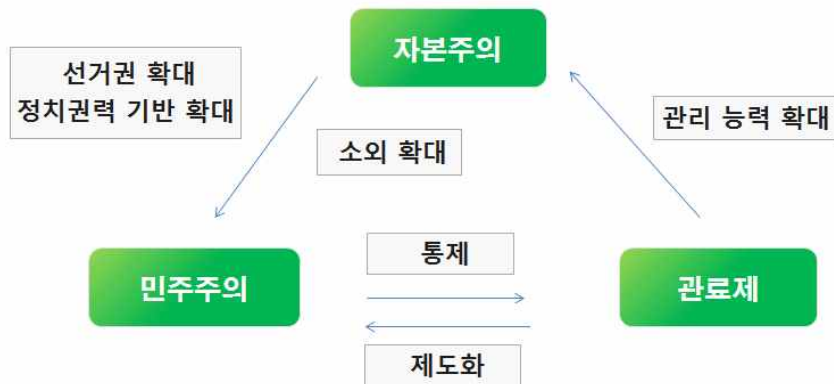 자본주의
선거권 확대
정치권력 기반 확대
관리 능력 확대
소외 확대
통제
민주주의
관료제
제도화